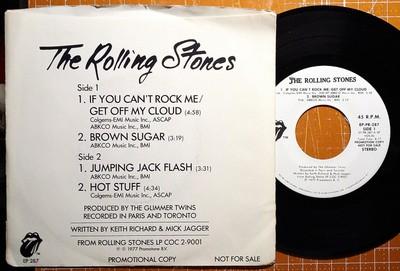 The Rolling Stones
Side 1
1. IF YOU CAN'T ROCK ME/
GET OFF MY CLOUD (4:58)
Colgems-EMI Music Inc., ASCAP
ABKCO Music Inc., BMI
2. BROWN SUGAR (3:19)
ABKCO Music Inc., BMI
Side 2
1. JUMPING JACK FLASH (3:31)
ABKCO Music Inc., BMI
2. HOT STUFF (4:34)
Colgems-EMI Music Inc., ASCAP
PRODUCED BY THE GLIMMER TWINS
RECORDED IN PARIS AND TORONTO
WRITTEN BY KEITH RICHARD & MICK JAGGER
FROM ROLLING STONES LP COC 2-9001
℗ © 1977 Promotone B.V.
EP 287
PROMOTIONAL COPY
NOT FOR SALE
THE ROLLING STONES
1. IF YOU CAN'T ROCK ME/GET OFF MY CLOUD
2. BROWN SUGAR
45 R.P.M.
EP-PR-287
SIDE 1
PROMOTION COPY
NOT FOR SALE
STEREO
Produced by The Glimmer Twins